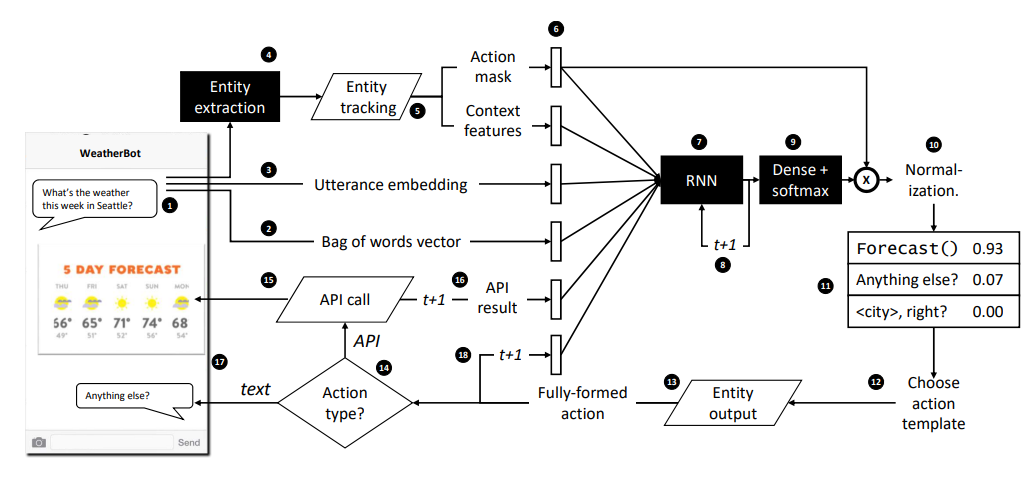 6
4
Action
mask
Entity
extraction
Entity
tracking
5
Context
features
WeatherBot
7
9
10
3
What's the weather
this week in Seattle?
1
Utterance embedding
RNN
Dense +
softmax
X
Normal-
ization.
2
Bag of words vector
t+1
8
Forecast() 0.93
Anything else? 0.07
<city>, right? 0.00
11
5 DAY FORECAST
THU FRI SAT SUN MON
66° 65° 71° 74° 68
49° 51° 52° 56° 54°
15
API call
t+1
16
API
result
API
18
t+1
17
14
text
Action
type?
Anything else?
Fully-formed
action
13
Entity
output
12
Choose
action
template
Send